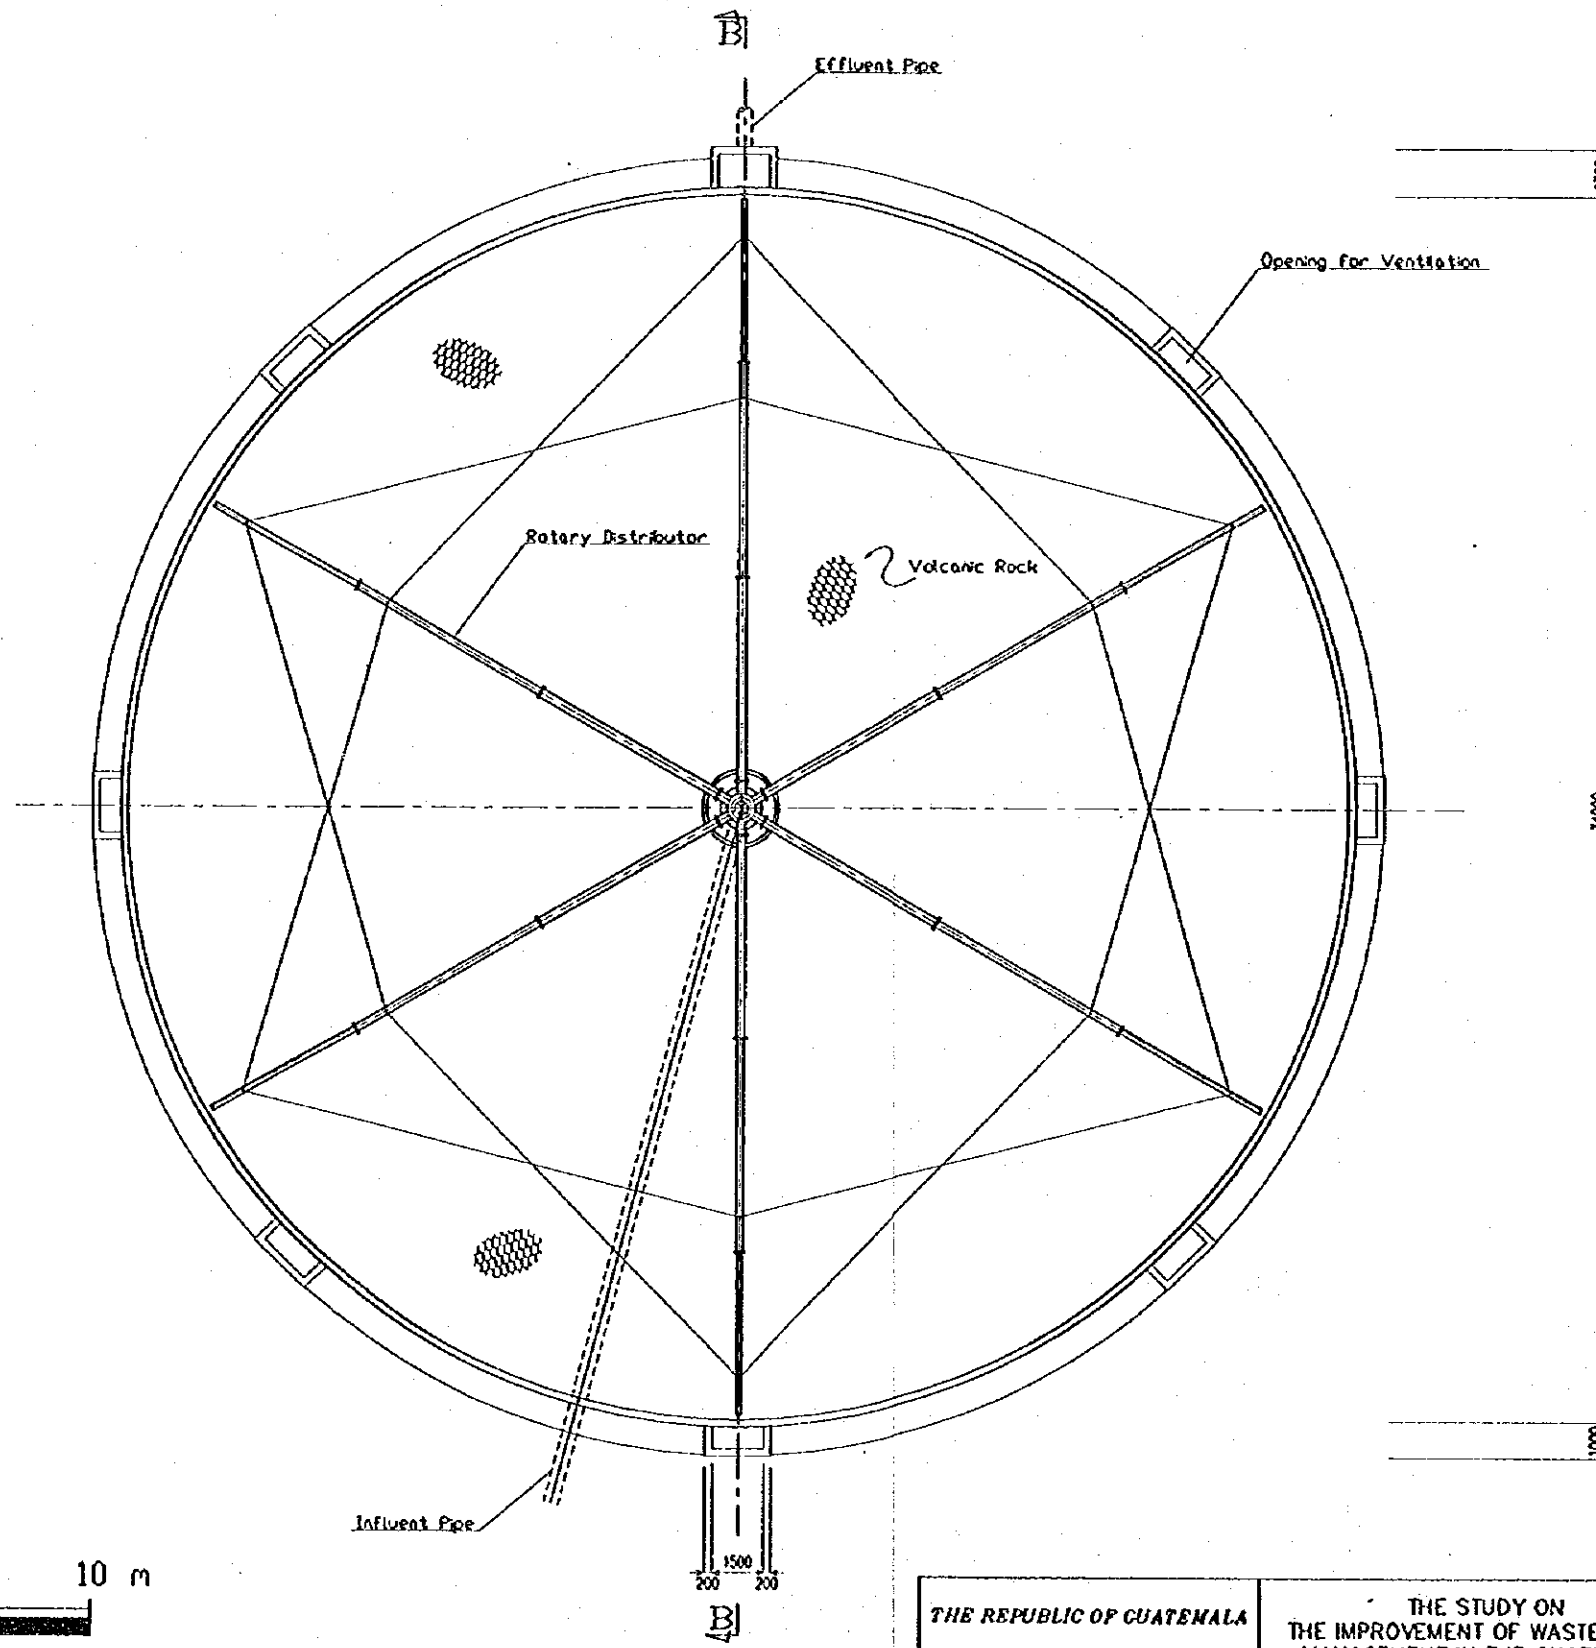 B
Effluent Pipe
Opening for Ventilation
Rotary Distributor
Volcanic Rock
1000
Influent Pipe
1500
200 200
10 m
B
THE REPUBLIC OF GUATEMALA
THE STUDY ON
THE IMPROVEMENT OF WASTE